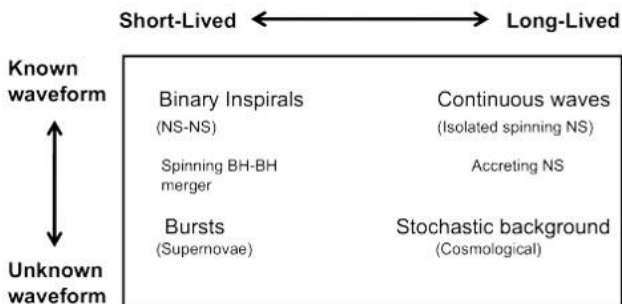 Short-Lived Long-Lived
Known
waveform
Binary Inspirals Continuous waves
(NS-NS) (Isolated spinning NS)
Spinning BH-BH Accreting NS
merger
Bursts Stochastic background
(Supernovae) (Cosmological)
Unknown
waveform